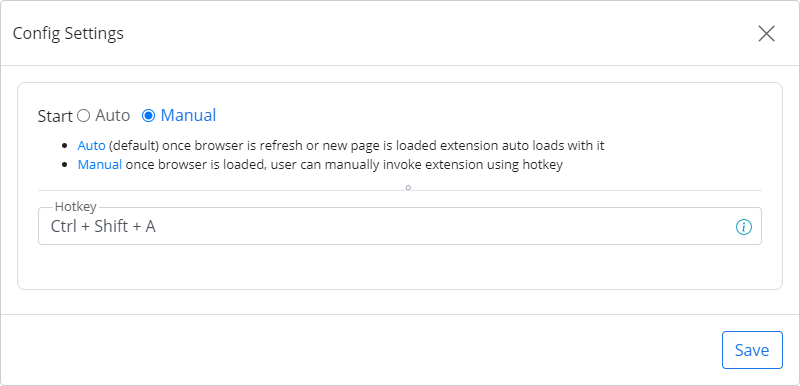 Config Settings
Start Auto Manual
Auto (default) once browser is refresh or new page is loaded extension auto loads with it
Manual once browser is loaded, user can manually invoke extension using hotkey
Hotkey
Ctrl + Shift + A
Save